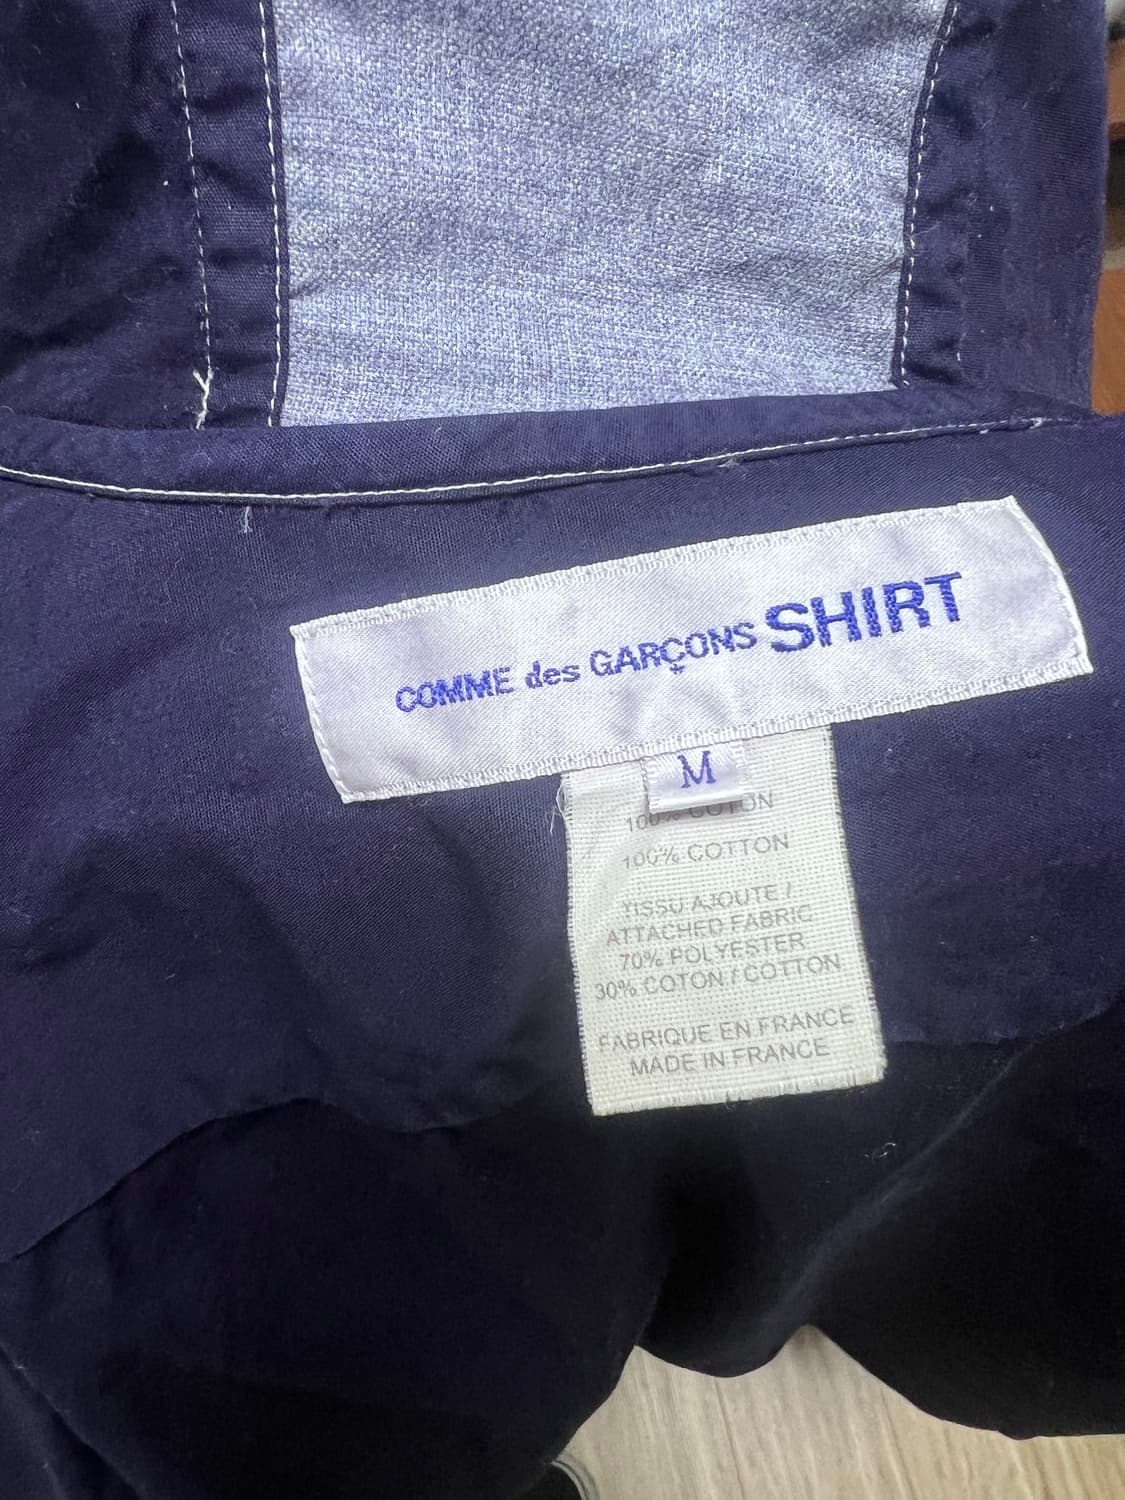 COMME des GARÇONS SHIRT
M
100% COTON
100% COTTON
TISSU AJOUTE /
ATTACHED FABRIC
70% POLYESTER
30% COTON / COTTON
FABRIQUE EN FRANCE
MADE IN FRANCE